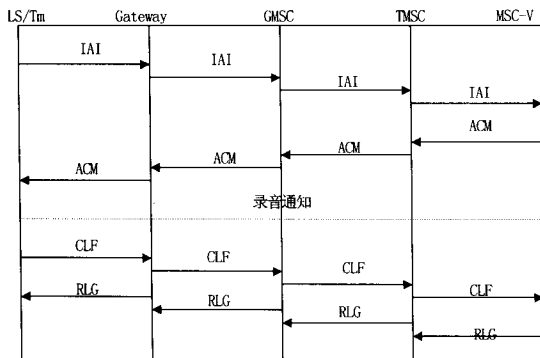 LS/Tm Gateway GMSC TMSC MSC-V
IAI
IAI
IAI
IAI
ACM
ACM
ACM
ACM
录音通知
CLF
CLF
CLF
CLF
RLG
RLG
RLG
RLG